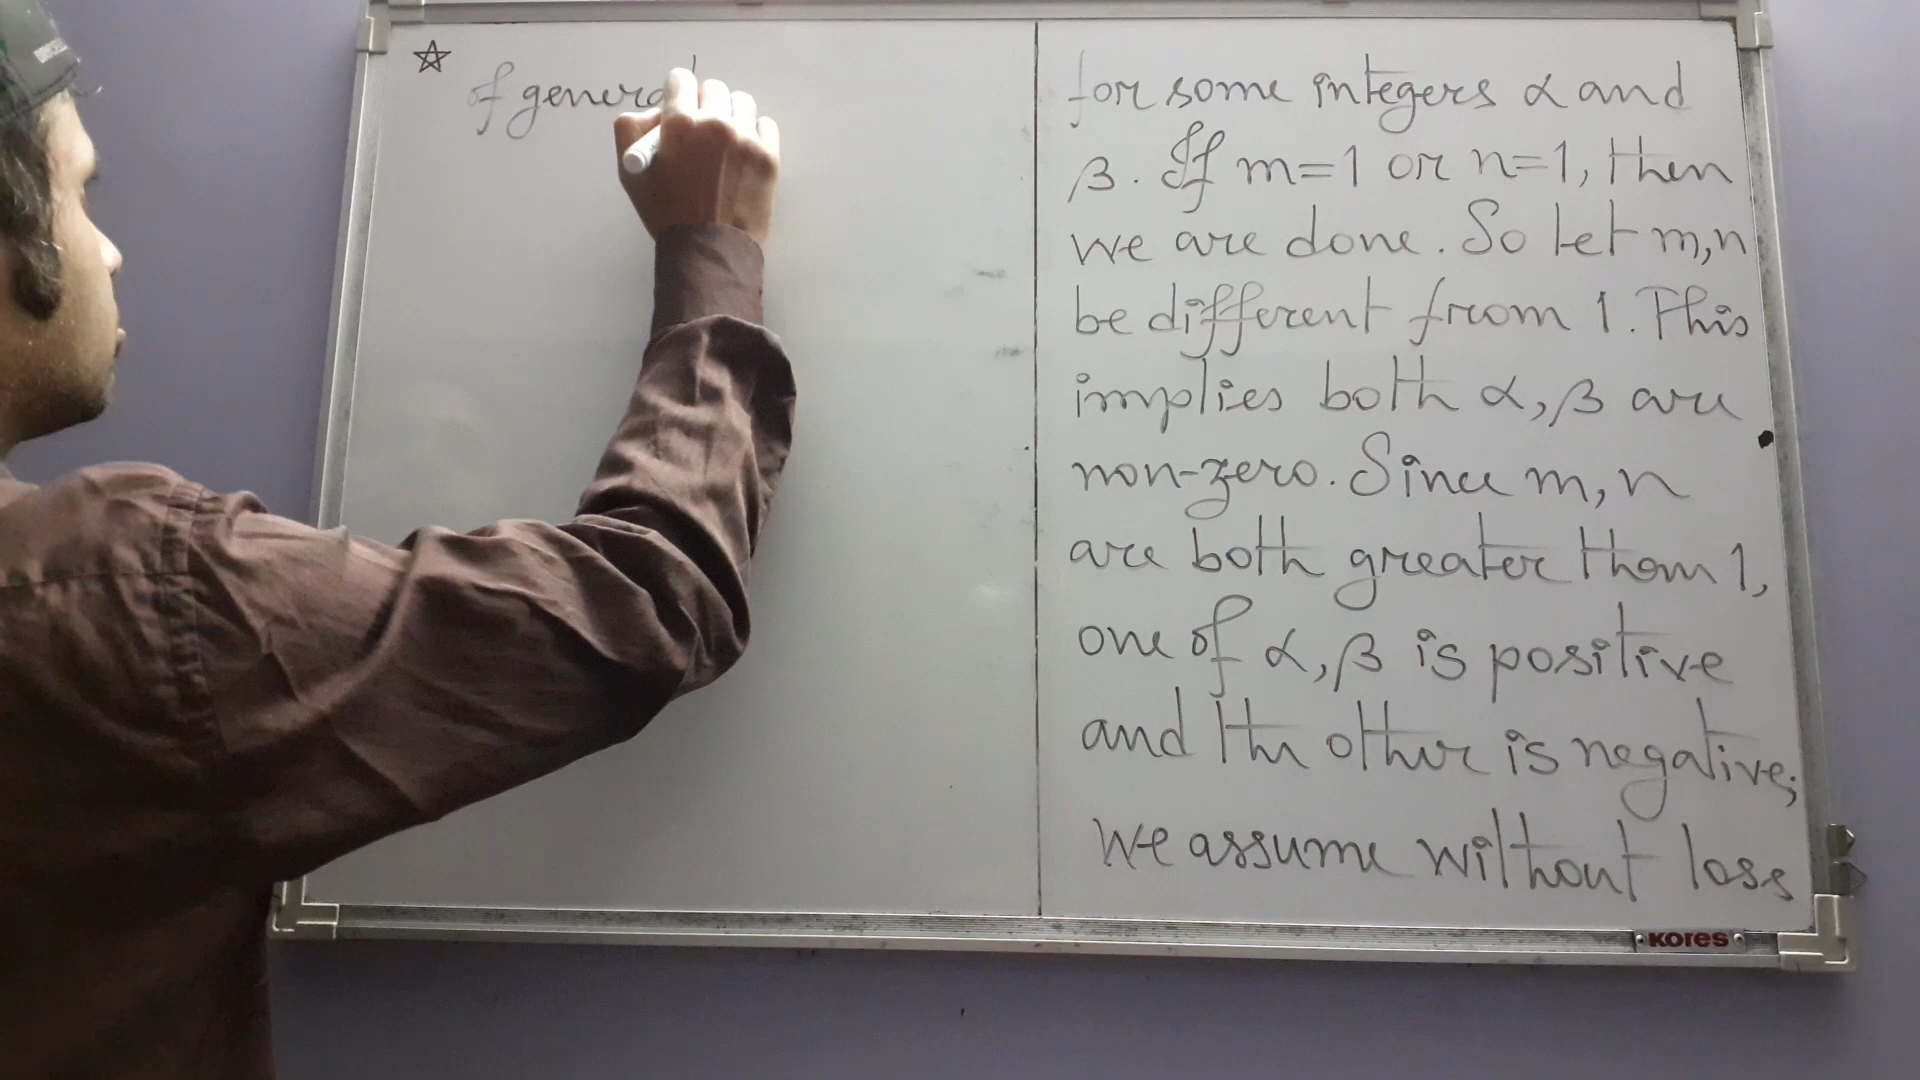 of general
for some integers α and
β. If m=1 or n=1, then
we are done. So let m,n
be different from 1. This
implies both α, β are
non-zero. Since m, n
are both greater than 1,
one of α, β is positive
and the other is negative;
we assume without loss
KORES